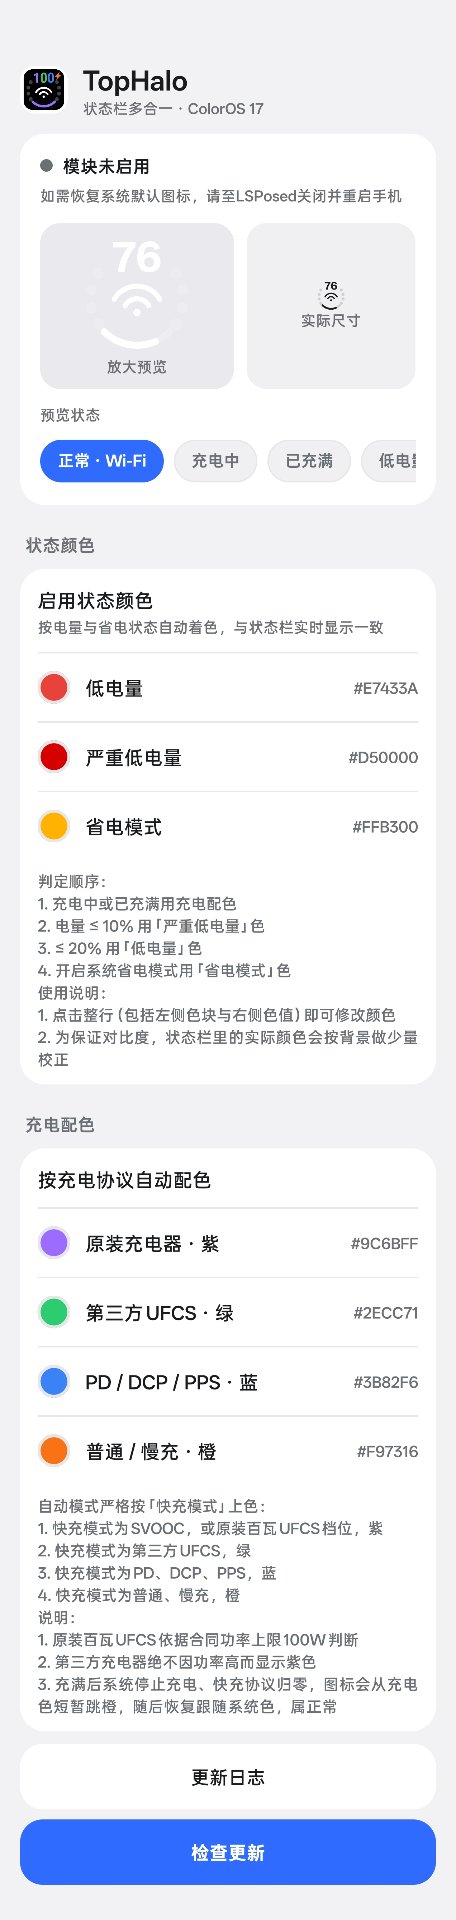 100
TopHalo
状态栏多合一 · ColorOS 17
模块未启用
如需恢复系统默认图标，请至LSPosed关闭并重启手机
76
放大预览
76
实际尺寸
预览状态
正常 · Wi-Fi
充电中
已充满
低电量
状态颜色
启用状态颜色
按电量与省电状态自动着色，与状态栏实时显示一致
低电量
#E7433A
严重低电量
#D50000
省电模式
#FFB300
判定顺序：
1. 充电中或已充满用充电配色
2. 电量 ≤ 10% 用「严重低电量」色
3. ≤ 20% 用「低电量」色
4. 开启系统省电模式用「省电模式」色
使用说明：
1. 点击整行（包括左侧色块与右侧色值）即可修改颜色
2. 为保证对比度，状态栏里的实际颜色会按背景做少量
校正
充电配色
按充电协议自动配色
原装充电器 · 紫
#9C6BFF
第三方UFCS · 绿
#2ECC71
PD / DCP / PPS · 蓝
#3B82F6
普通 / 慢充 · 橙
#F97316
自动模式严格按「快充模式」上色：
1. 快充模式为SVOOC，或原装百瓦UFCS档位，紫
2. 快充模式为第三方UFCS，绿
3. 快充模式为PD、DCP、PPS，蓝
4. 快充模式为普通、慢充，橙
说明：
1. 原装百瓦UFCS依据合同功率上限100W判断
2. 第三方充电器绝不因功率高而显示紫色
3. 充满后系统停止充电、快充协议归零，图标会从充电
色短暂跳橙，随后恢复跟随系统色，属正常
更新日志
检查更新